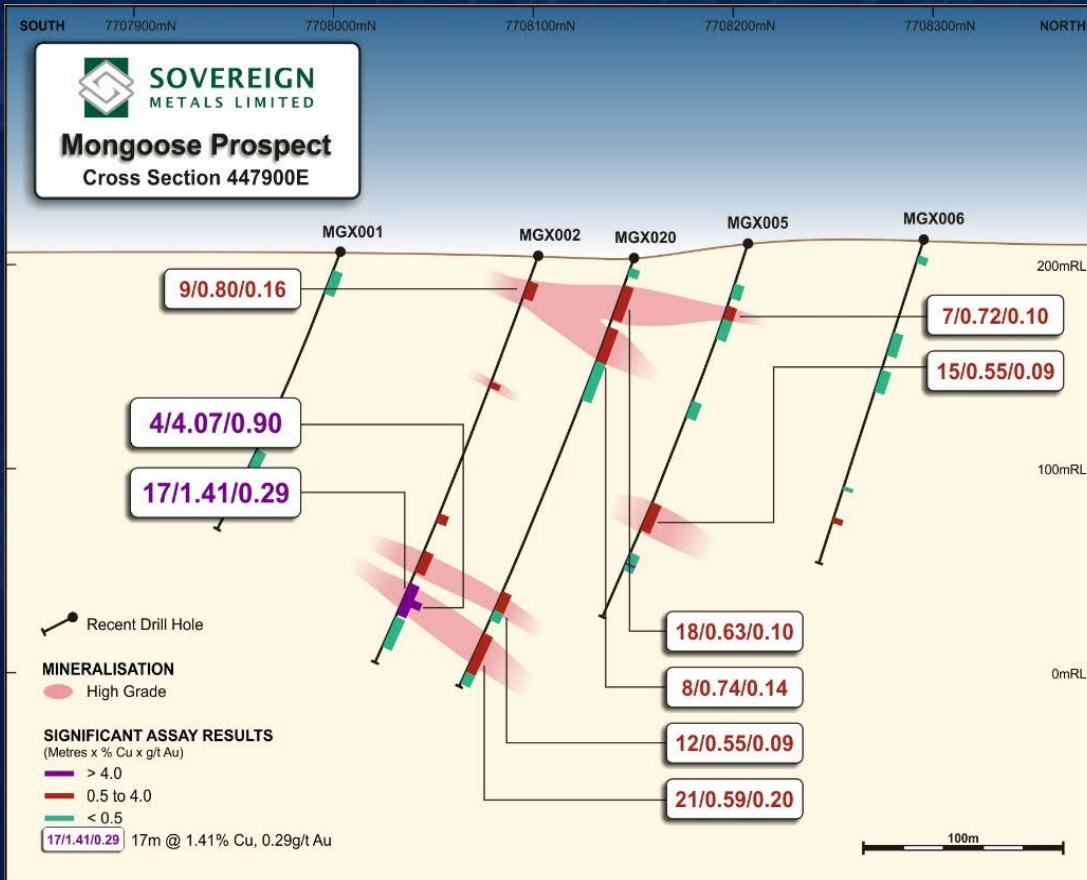 SOUTH 7707900mN 7708000mN 7708100mN 7708200mN 7708300mN NORTH
SOVEREIGN
METALS LIMITED
Mongoose Prospect
Cross Section 447900E
MGX001 MGX002 MGX020 MGX005 MGX006
200mRL
9/0.80/0.16
7/0.72/0.10
15/0.55/0.09
4/4.07/0.90
100mRL
17/1.41/0.29
Recent Drill Hole
18/0.63/0.10
MINERALISATION
High Grade
0mRL
8/0.74/0.14
SIGNIFICANT ASSAY RESULTS
(Metres x % Cu x g/t Au)
12/0.55/0.09
> 4.0
0.5 to 4.0
21/0.59/0.20
< 0.5
17/1.41/0.29 17m @ 1.41% Cu, 0.29g/t Au
100m